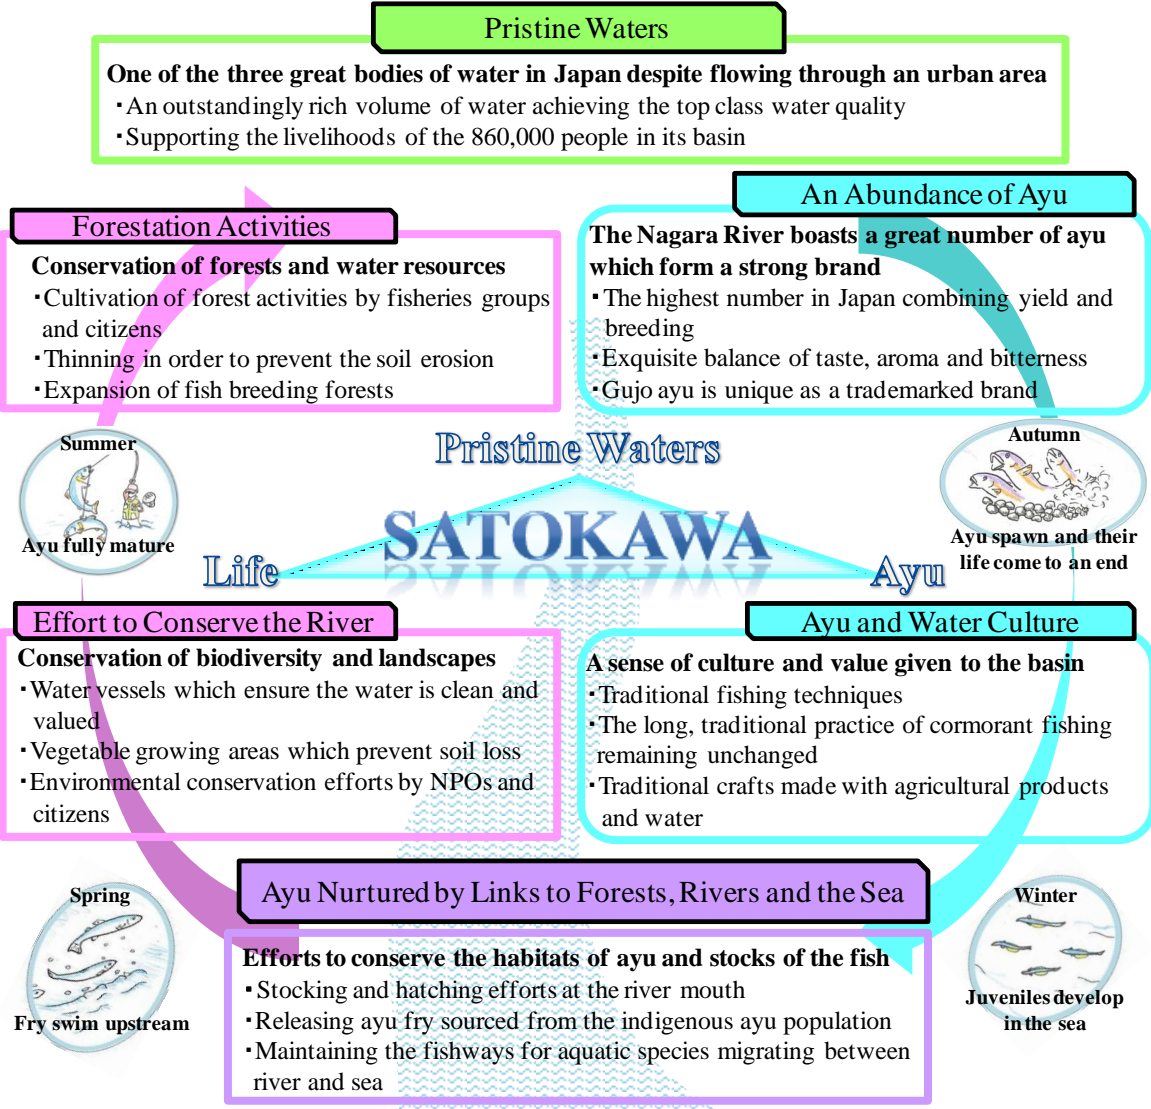 Pristine Waters
One of the three great bodies of water in Japan despite flowing through an urban area
・An outstandingly rich volume of water achieving the top class water quality
・Supporting the livelihoods of the 860,000 people in its basin
Forestation Activities
Conservation of forests and water resources
・Cultivation of forest activities by fisheries groups
and citizens
・Thinning in order to prevent the soil erosion
・Expansion of fish breeding forests
An Abundance of Ayu
The Nagara River boasts a great number of ayu
which form a strong brand
・The highest number in Japan combining yield and
breeding
・Exquisite balance of taste, aroma and bitterness
・Gujo ayu is unique as a trademarked brand
Summer
Ayu fully mature
Pristine Waters
SATOKAWA
Life
Ayu
Autumn
Ayu spawn and their
life come to an end
Effort to Conserve the River
Conservation of biodiversity and landscapes
・Water vessels which ensure the water is clean and
valued
・Vegetable growing areas which prevent soil loss
・Environmental conservation efforts by NPOs and
citizens
Ayu and Water Culture
A sense of culture and value given to the basin
・Traditional fishing techniques
・The long, traditional practice of cormorant fishing
remaining unchanged
・Traditional crafts made with agricultural products
and water
Spring
Fry swim upstream
Ayu Nurtured by Links to Forests, Rivers and the Sea
Efforts to conserve the habitats of ayu and stocks of the fish
・Stocking and hatching efforts at the river mouth
・Releasing ayu fry sourced from the indigenous ayu population
・Maintaining the fishways for aquatic species migrating between
river and sea
Winter
Juveniles develop
in the sea